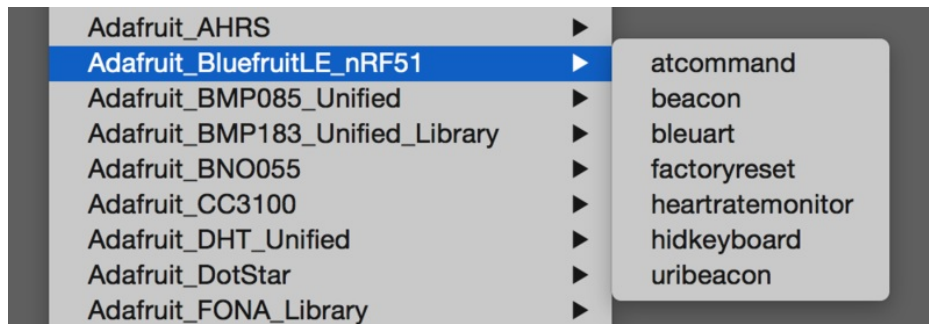 Adafruit_AHRS
Adafruit_BluefruitLE_nRF51
Adafruit_BMP085_Unified
Adafruit_BMP183_Unified_Library
Adafruit_BNO055
Adafruit_CC3100
Adafruit_DHT_Unified
Adafruit_DotStar
Adafruit_FONA_Library
atcommand
beacon
bleuart
factoryreset
heartratemonitor
hidkeyboard
uribeacon